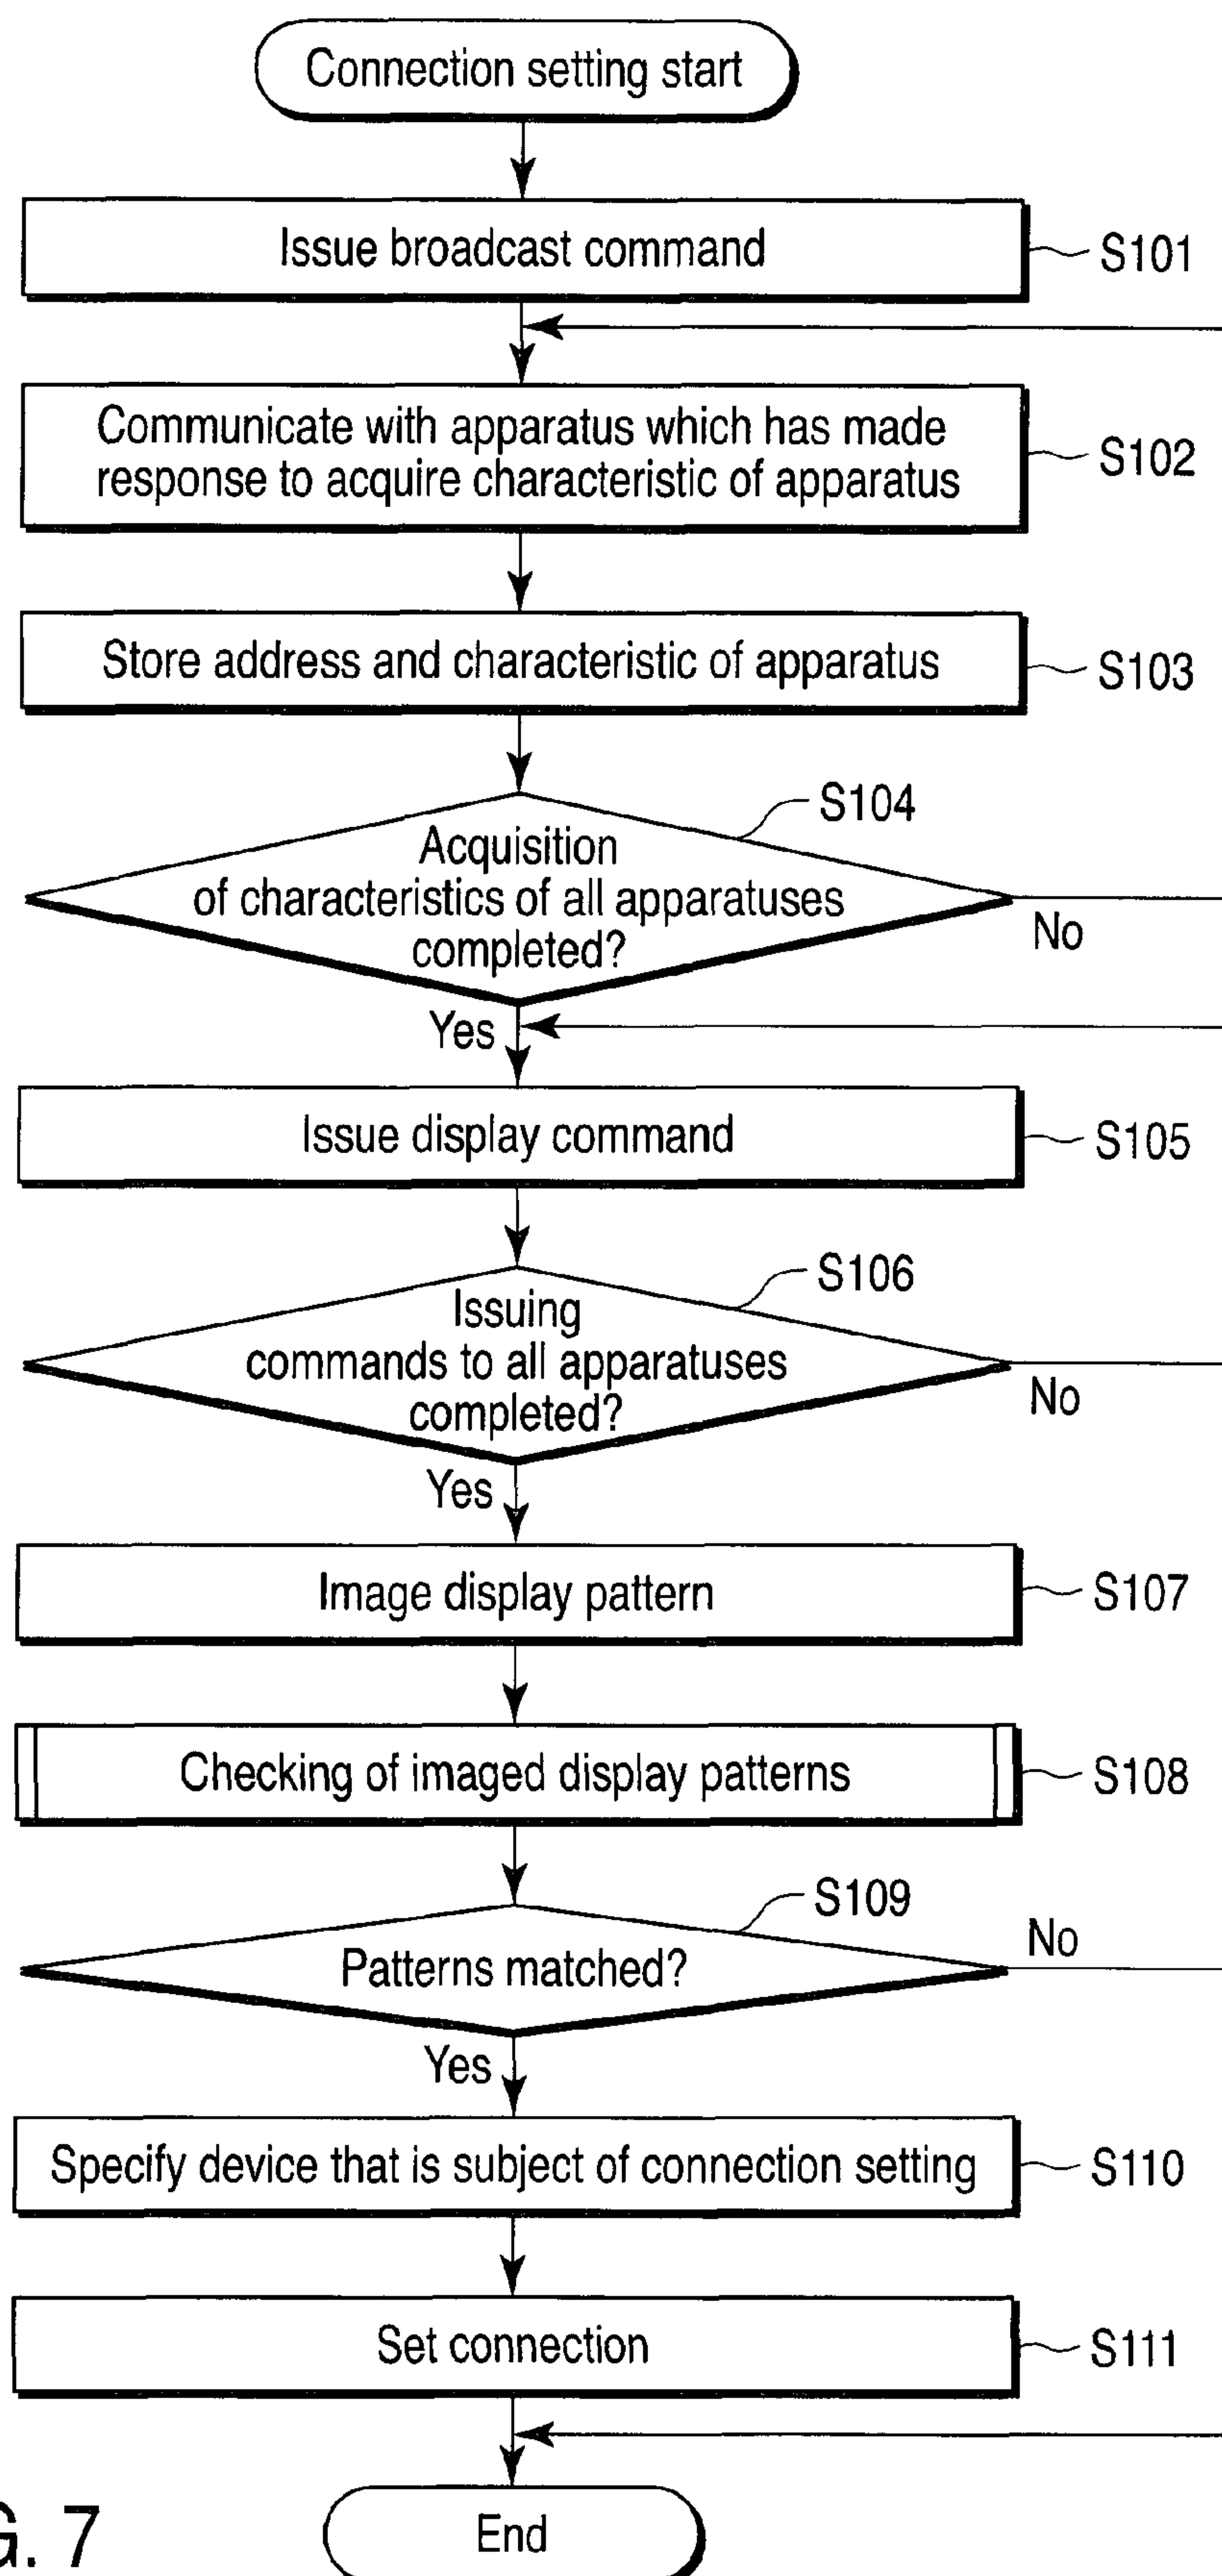 Connection setting start
Issue broadcast command
S101
Communicate with apparatus which has made
response to acquire characteristic of apparatus
S102
Store address and characteristic of apparatus
S103
S104
Acquisition
of characteristics of all apparatuses
completed?
No
Yes
Issue display command
S105
S106
Issuing
commands to all apparatuses
completed?
No
Yes
Image display pattern
S107
Checking of imaged display patterns
S108
S109
Patterns matched?
No
Yes
Specify device that is subject of connection setting
S110
Set connection
S111
End
G. 7